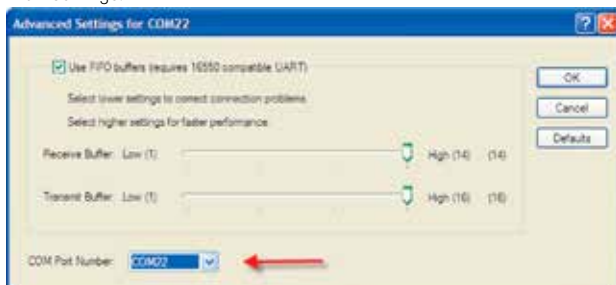 Advanced Settings for COM22
Use FIFO buffers (requires 16550 compatible UART)
OK
Select lower settings to correct connection problems.
Cancel
Select higher settings for faster performance.
Defaults
Receive Buffer: Low (1) High (14) (14)
Transmit Buffer: Low (1) High (16) (16)
COM Port Number: COM22